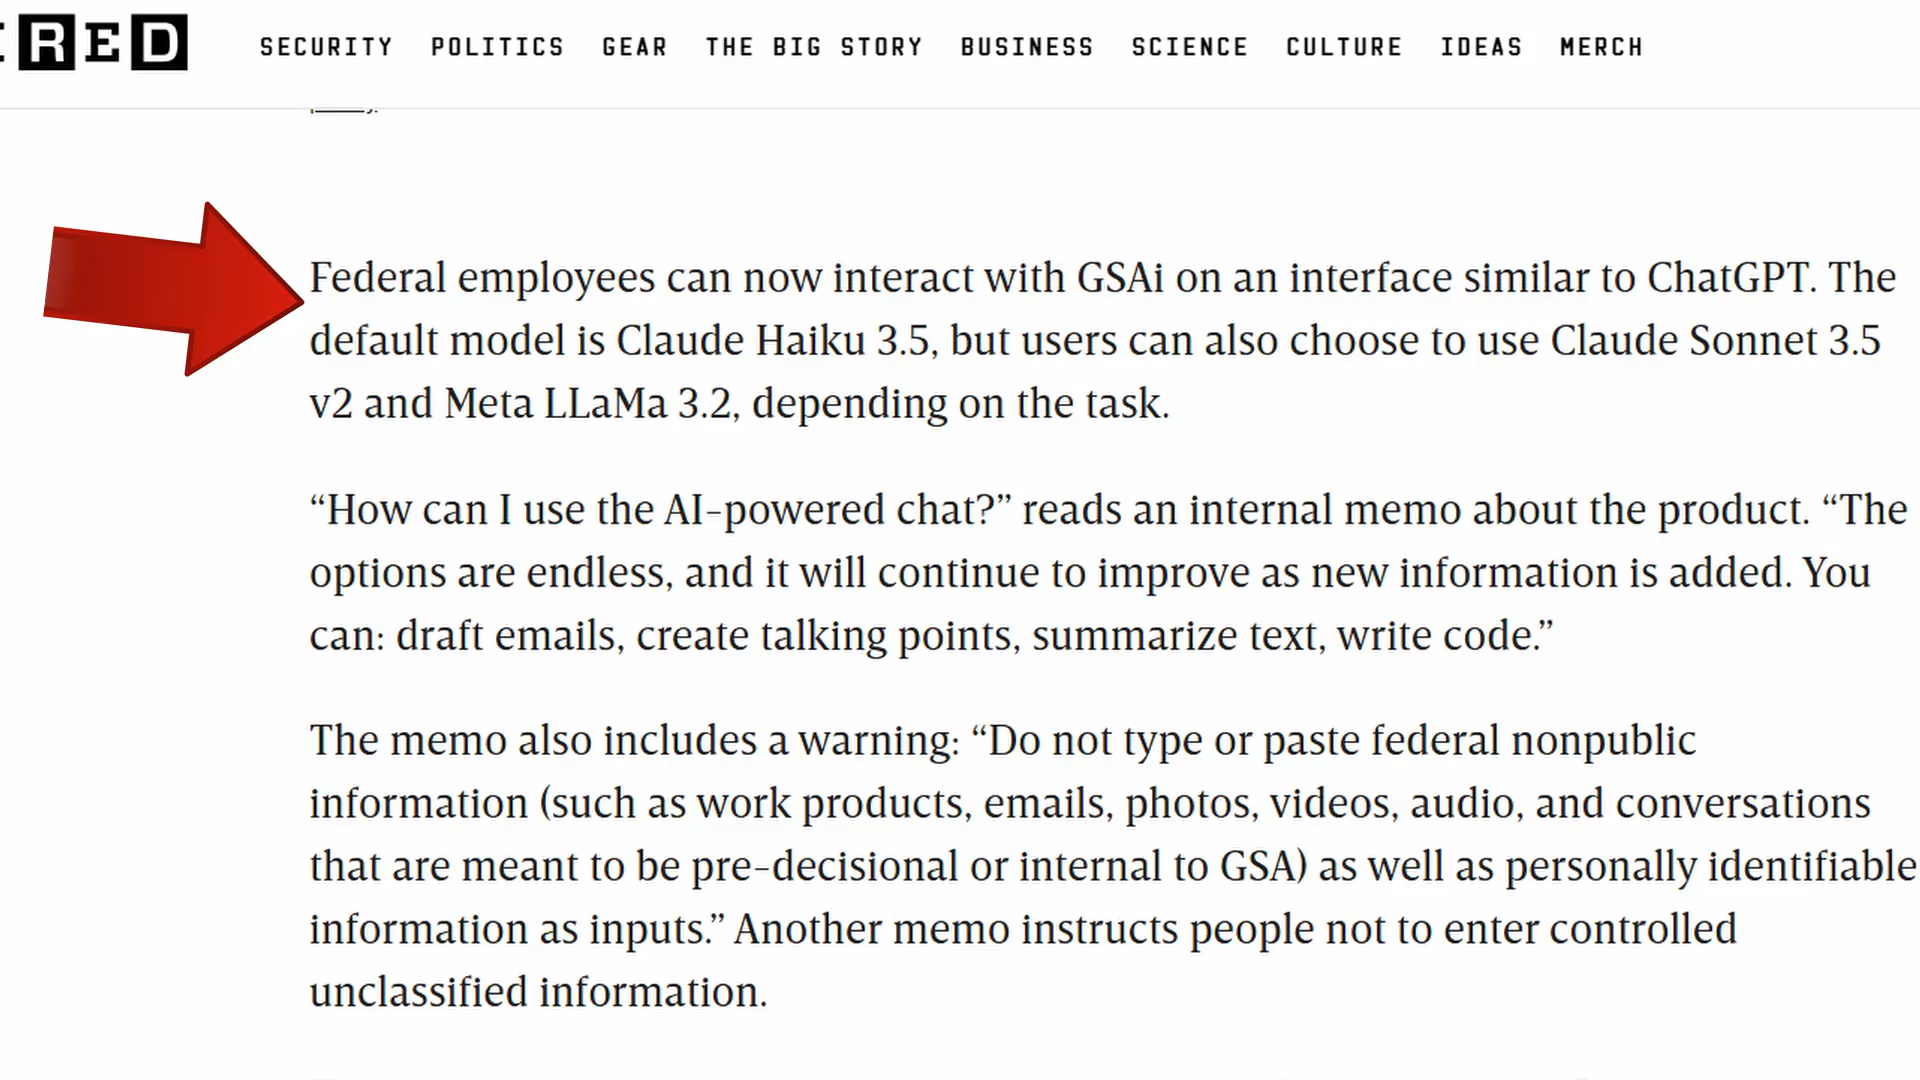 RED
SECURITY POLITICS GEAR THE BIG STORY BUSINESS SCIENCE CULTURE IDEAS MERCH
Federal employees can now interact with GSAi on an interface similar to ChatGPT. The
default model is Claude Haiku 3.5, but users can also choose to use Claude Sonnet 3.5
v2 and Meta LLaMa 3.2, depending on the task.
“How can I use the AI-powered chat?” reads an internal memo about the product. “The
options are endless, and it will continue to improve as new information is added. You
can: draft emails, create talking points, summarize text, write code.”
The memo also includes a warning: “Do not type or paste federal nonpublic
information (such as work products, emails, photos, videos, audio, and conversations
that are meant to be pre-decisional or internal to GSA) as well as personally identifiable
information as inputs.” Another memo instructs people not to enter controlled
unclassified information.